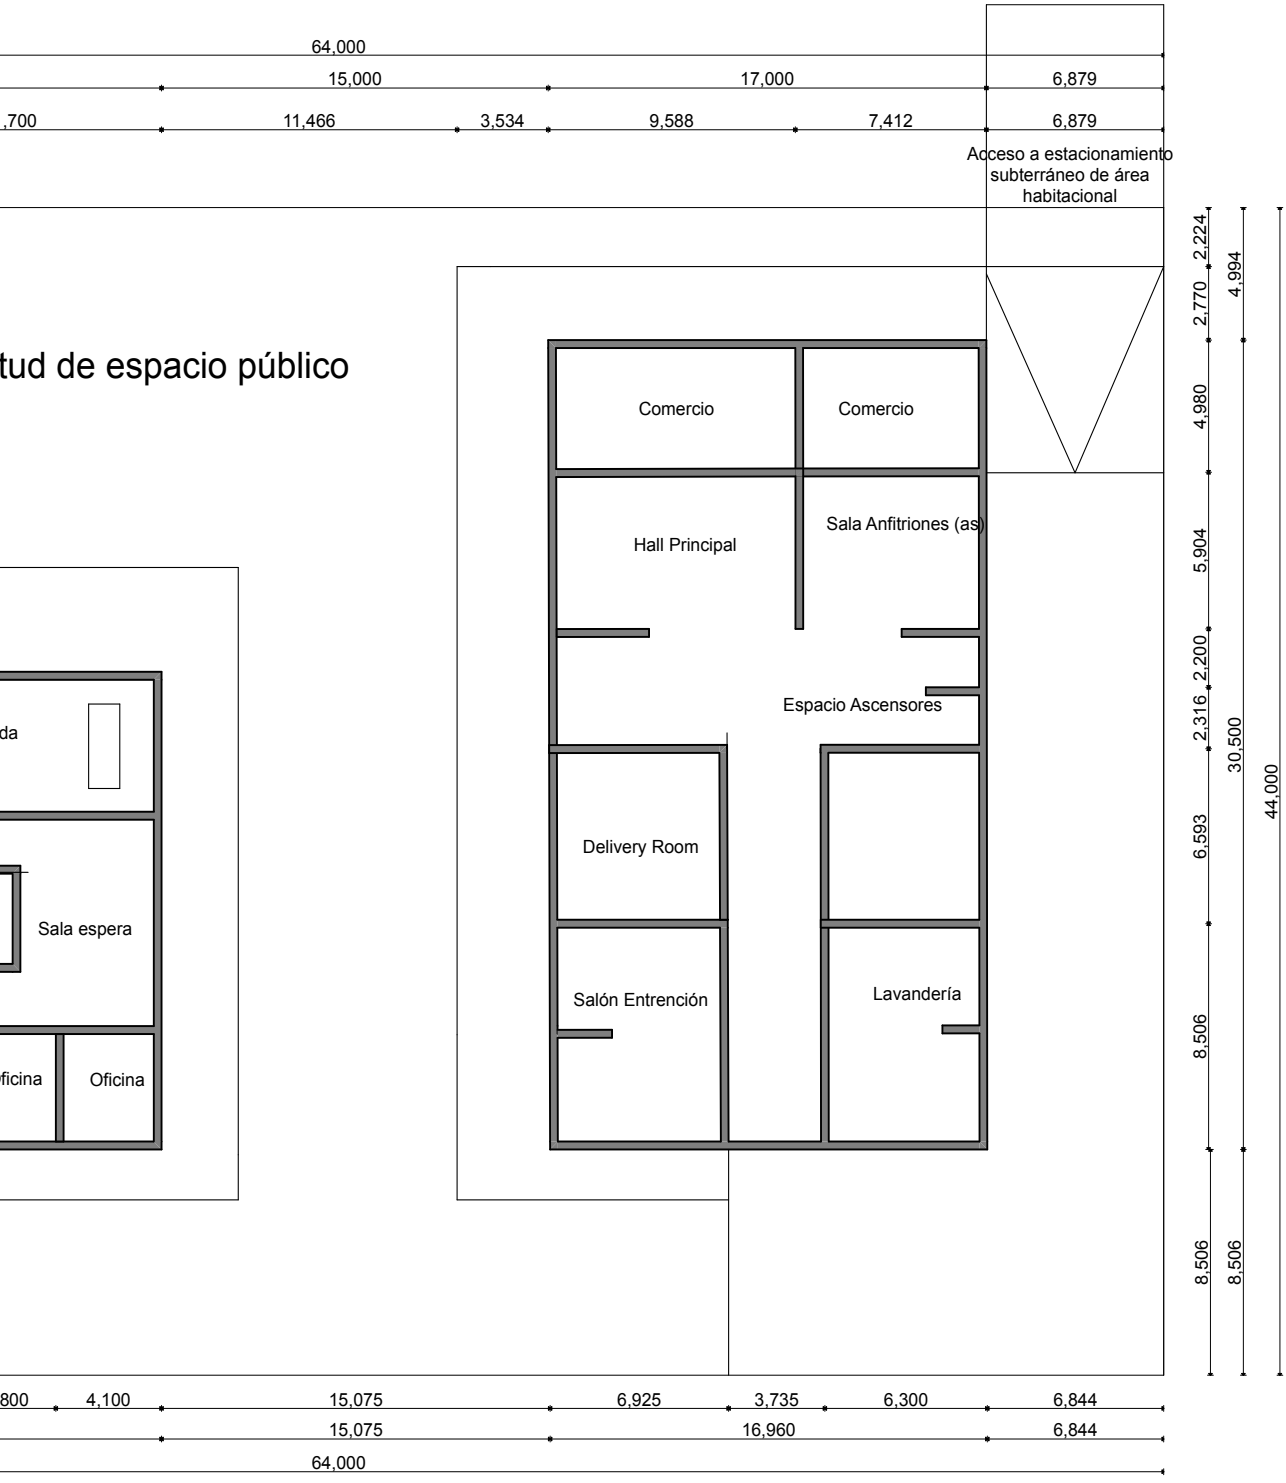 64,000
15,000
17,000
6,879
,700
11,466
3,534
9,588
7,412
6,879
Acceso a estacionamiento
subterráneo de área
habitacional
2,224
4,994
2,770
tud de espacio público
4,980
Comercio
Comercio
Sala Anfitriones (as)
Hall Principal
5,904
2,200
Espacio Ascensores
2,316
30,500
da
44,000
6,593
Delivery Room
Sala espera
Salón Entrención
Lavandería
8,506
ficina
Oficina
8,506
8,506
800
4,100
15,075
6,925
3,735
6,300
6,844
15,075
16,960
6,844
64,000